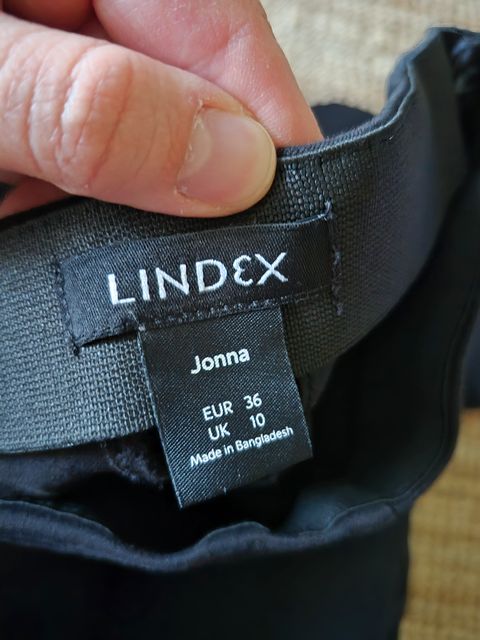 LINDEX
Jonna
EUR 36
UK 10
Made in Bangladesh